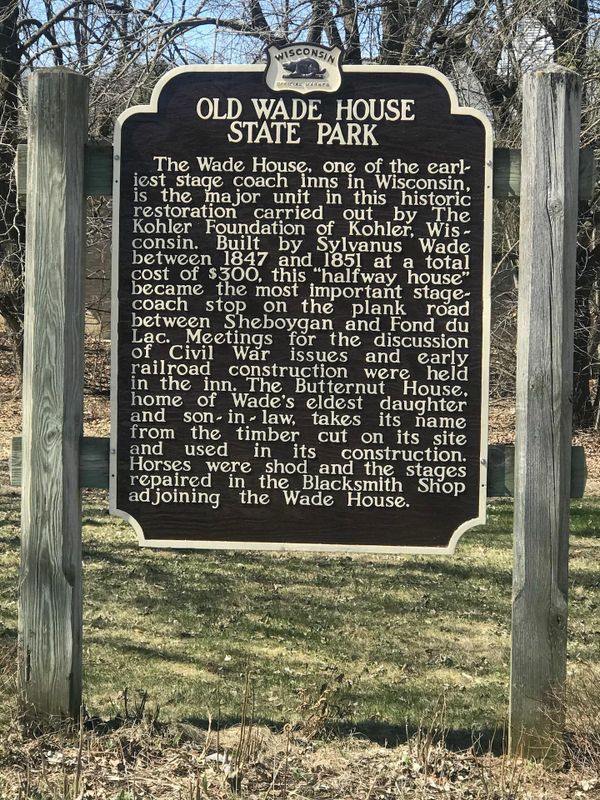 WISCONSIN
OFFICIAL MARKER
OLD WADE HOUSE
STATE PARK
The Wade House, one of the earl-
iest stage coach inns in Wisconsin,
is the major unit in this historic
restoration carried out by The
Kohler Foundation of Kohler, Wis-
consin. Built by Sylvanus Wade
between 1847 and 1851 at a total
cost of $300, this "halfway house"
became the most important stage-
coach stop on the plank road
between Sheboygan and Fond du
Lac. Meetings for the discussion
of Civil War issues and early
railroad construction were held
in the inn. The Butternut House,
home of Wade's eldest daughter
and son-in-law, takes its name
from the timber cut on its site
and used in its construction.
Horses were shod and the stages
repaired in the Blacksmith Shop
adjoining the Wade House.